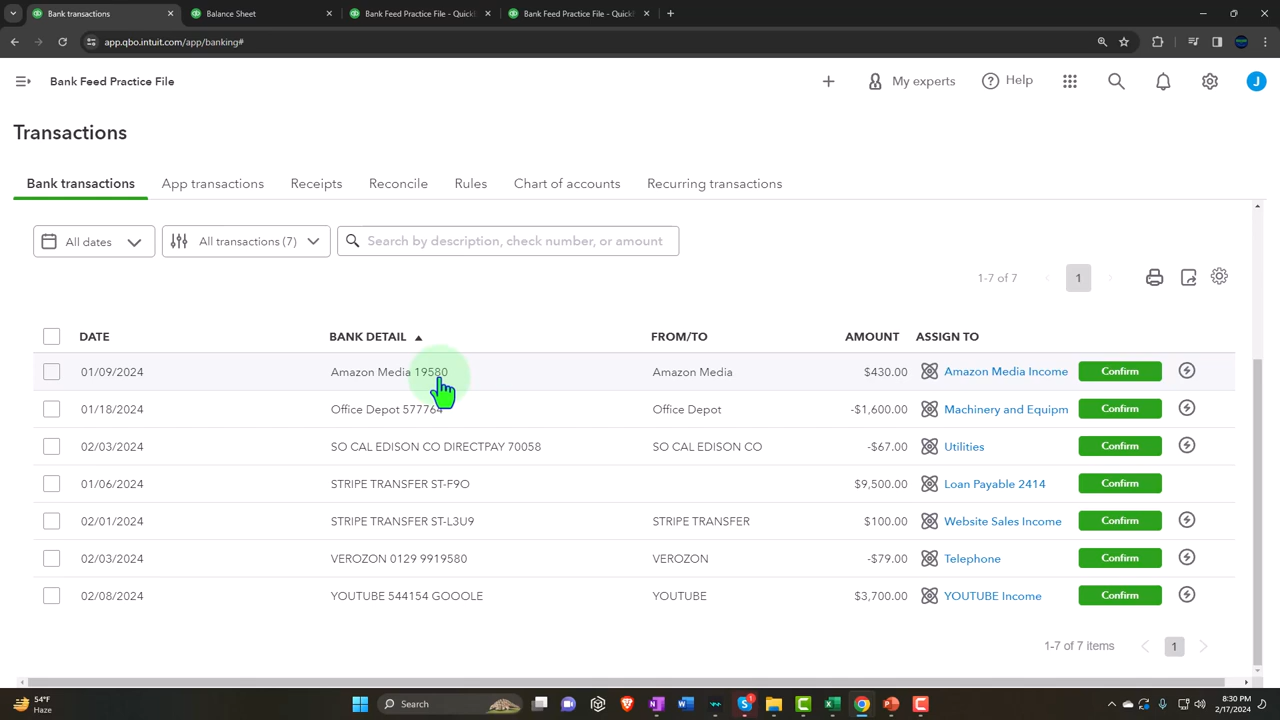 Bank transactions
Balance Sheet
Bank Feed Practice File - Quick
Bank Feed Practice File - Quick
app.qbo.intuit.com/app/banking#
Bank Feed Practice File
My experts
Help
J
Transactions
Bank transactions
App transactions
Receipts
Reconcile
Rules
Chart of accounts
Recurring transactions
All dates
All transactions (7)
Search by description, check number, or amount
1-7 of 7
1
DATE BANK DETAIL FROM/TO AMOUNT ASSIGN TO
01/09/2024 Amazon Media 19580 Amazon Media $430.00 Amazon Media Income Confirm
01/18/2024 Office Depot 577764 Office Depot -$1,600.00 Machinery and Equipm Confirm
02/03/2024 SO CAL EDISON CO DIRECTPAY 70058 SO CAL EDISON CO -$67.00 Utilities Confirm
01/06/2024 STRIPE TRANSFER ST-F9O $9,500.00 Loan Payable 2414 Confirm
02/01/2024 STRIPE TRANSFER ST-L3U9 STRIPE TRANSFER $100.00 Website Sales Income Confirm
02/03/2024 VEROZON 0129 9919580 VEROZON -$79.00 Telephone Confirm
02/08/2024 YOUTUBE 544154 GOOOLE YOUTUBE $3,700.00 YOUTUBE Income Confirm
1-7 of 7 items
1
54°F
Haze
Search
8:30 PM
2/17/2024